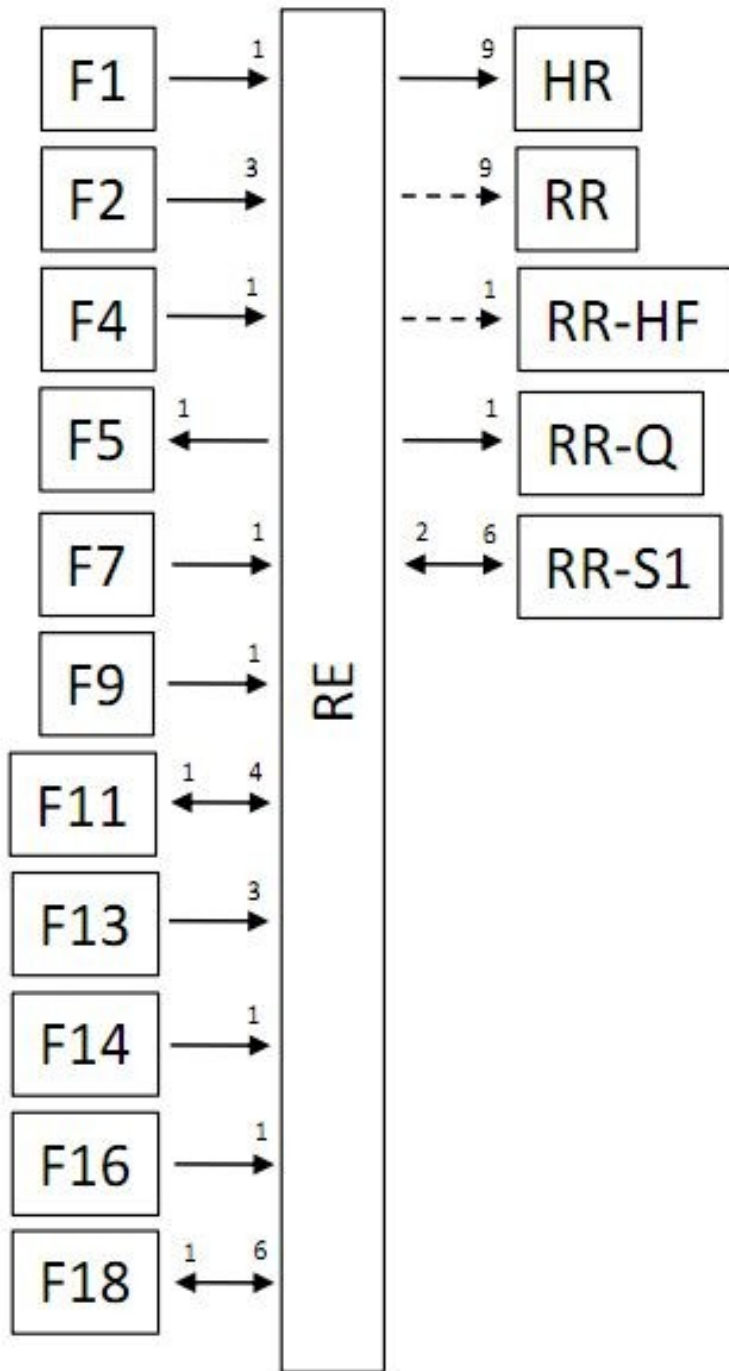 F1 1 9 HR
F2 3 9 RR
F4 1 1 RR-HF
F5 1 1 RR-Q
F7 1 2 6 RR-S1
F9 1
RE
F11 1 4
F13 3
F14 1
F16 1
F18 1 6